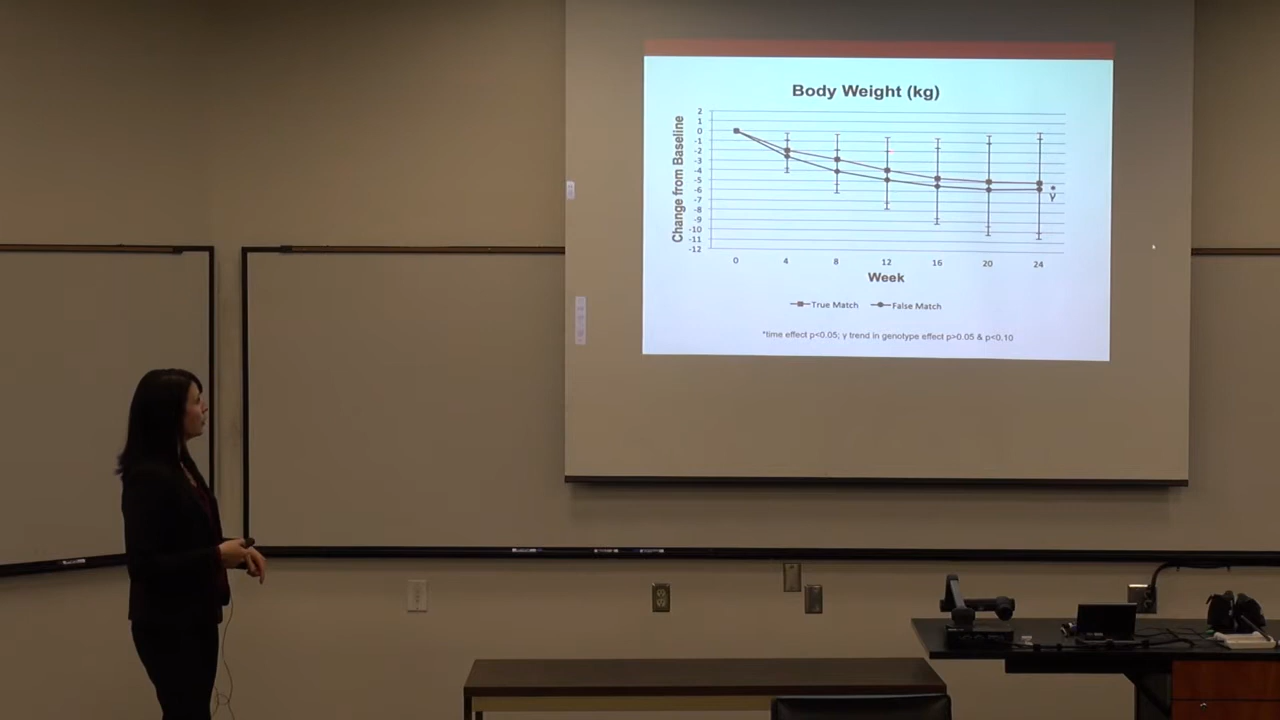 Body Weight (kg)
Change from Baseline
2
1
0
-1
-2
-3
-4
-5
-6
-7
-8
-9
-10
-11
-12
*
γ
0 4 8 12 16 20 24
Week
True Match False Match
*time effect p<0.05; γ trend in genotype effect p>0.05 & p<0.10